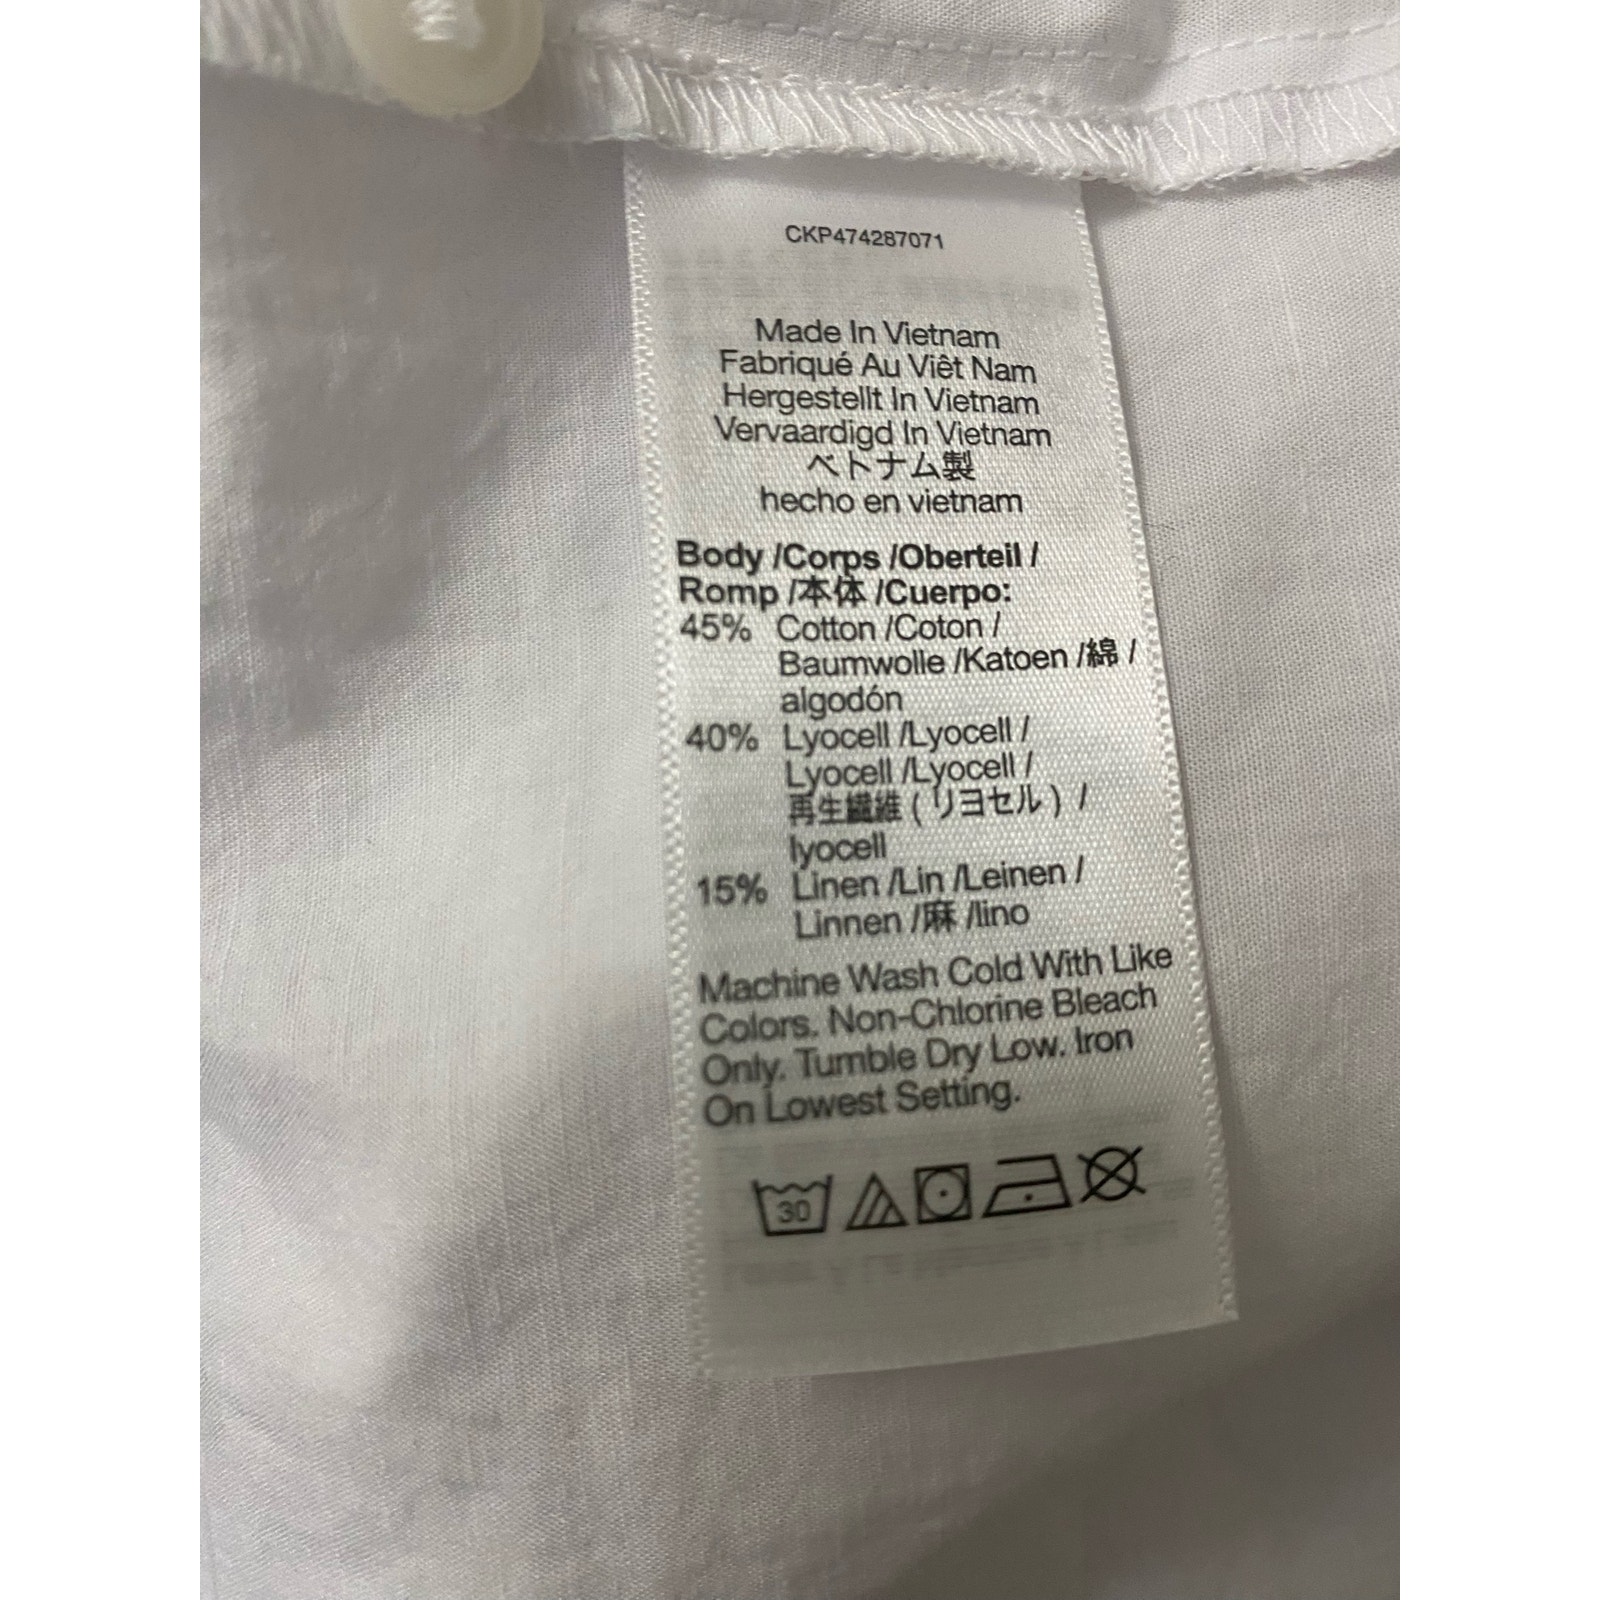 CKP474287071
Made In Vietnam
Fabriqué Au Viêt Nam
Hergestellt In Vietnam
Vervaardigd In Vietnam
ベトナム製
hecho en vietnam
Body /Corps /Oberteil /
Romp /本体 /Cuerpo:
45% Cotton /Coton /
Baumwolle /Katoen /綿 /
algodón
40% Lyocell /Lyocell /
Lyocell /Lyocell /
再生繊維 ( リヨセル ) /
lyocell
15% Linen /Lin /Leinen /
Linnen /麻 /lino
Machine Wash Cold With Like
Colors. Non-Chlorine Bleach
Only. Tumble Dry Low. Iron
On Lowest Setting.
30